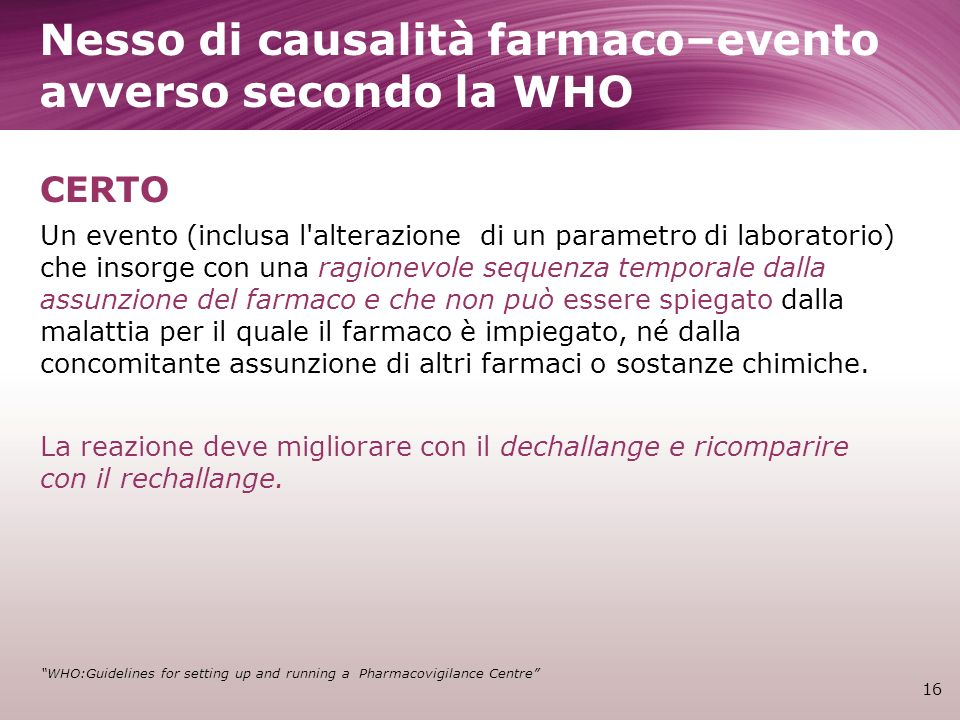 Nesso di causalità farmaco–evento
avverso secondo la WHO
CERTO
Un evento (inclusa l'alterazione  di un parametro di laboratorio)
che insorge con una ragionevole sequenza temporale dalla
assunzione del farmaco e che non può essere spiegato dalla
malattia per il quale il farmaco è impiegato, né dalla
concomitante assunzione di altri farmaci o sostanze chimiche.
La reazione deve migliorare con il dechallange e ricomparire
con il rechallange.
“WHO:Guidelines for setting up and running a  Pharmacovigilance Centre”
16